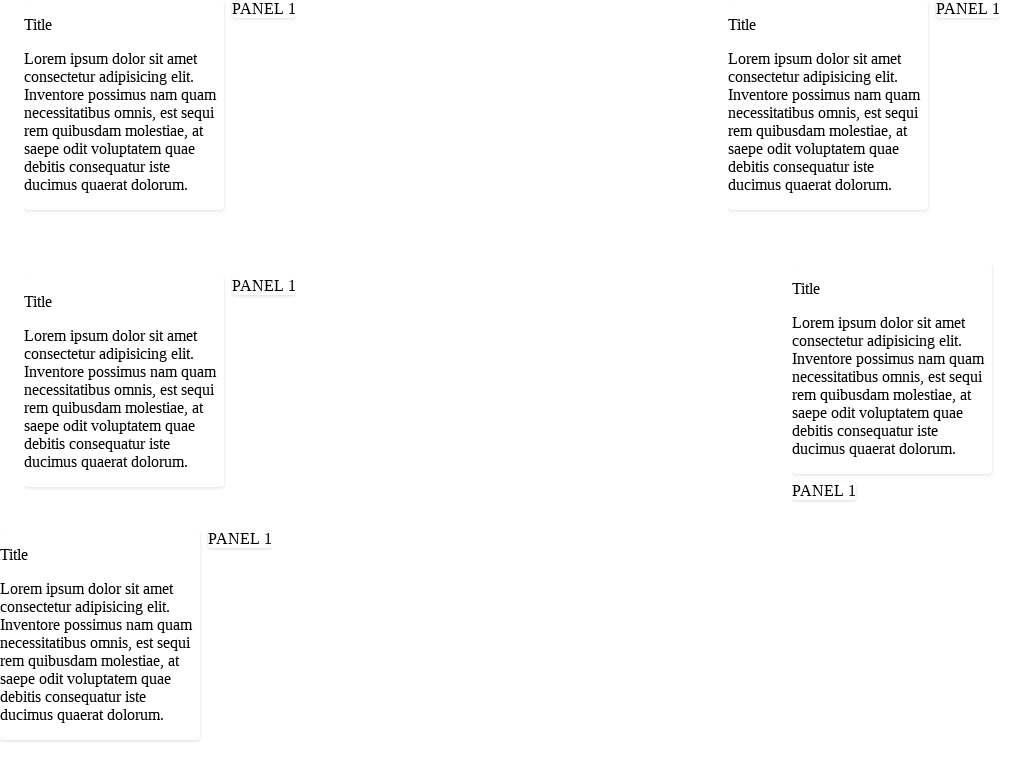 Title
Lorem ipsum dolor sit amet
consectetur adipisicing elit.
Inventore possimus nam quam
necessitatibus omnis, est sequi
rem quibusdam molestiae, at
saepe odit voluptatem quae
debitis consequatur iste
ducimus quaerat dolorum.
PANEL 1
Title
Lorem ipsum dolor sit amet
consectetur adipisicing elit.
Inventore possimus nam quam
necessitatibus omnis, est sequi
rem quibusdam molestiae, at
saepe odit voluptatem quae
debitis consequatur iste
ducimus quaerat dolorum.
PANEL 1
Title
Lorem ipsum dolor sit amet
consectetur adipisicing elit.
Inventore possimus nam quam
necessitatibus omnis, est sequi
rem quibusdam molestiae, at
saepe odit voluptatem quae
debitis consequatur iste
ducimus quaerat dolorum.
PANEL 1
Title
Lorem ipsum dolor sit amet
consectetur adipisicing elit.
Inventore possimus nam quam
necessitatibus omnis, est sequi
rem quibusdam molestiae, at
saepe odit voluptatem quae
debitis consequatur iste
ducimus quaerat dolorum.
PANEL 1
Title
Lorem ipsum dolor sit amet
consectetur adipisicing elit.
Inventore possimus nam quam
necessitatibus omnis, est sequi
rem quibusdam molestiae, at
saepe odit voluptatem quae
debitis consequatur iste
ducimus quaerat dolorum.
PANEL 1